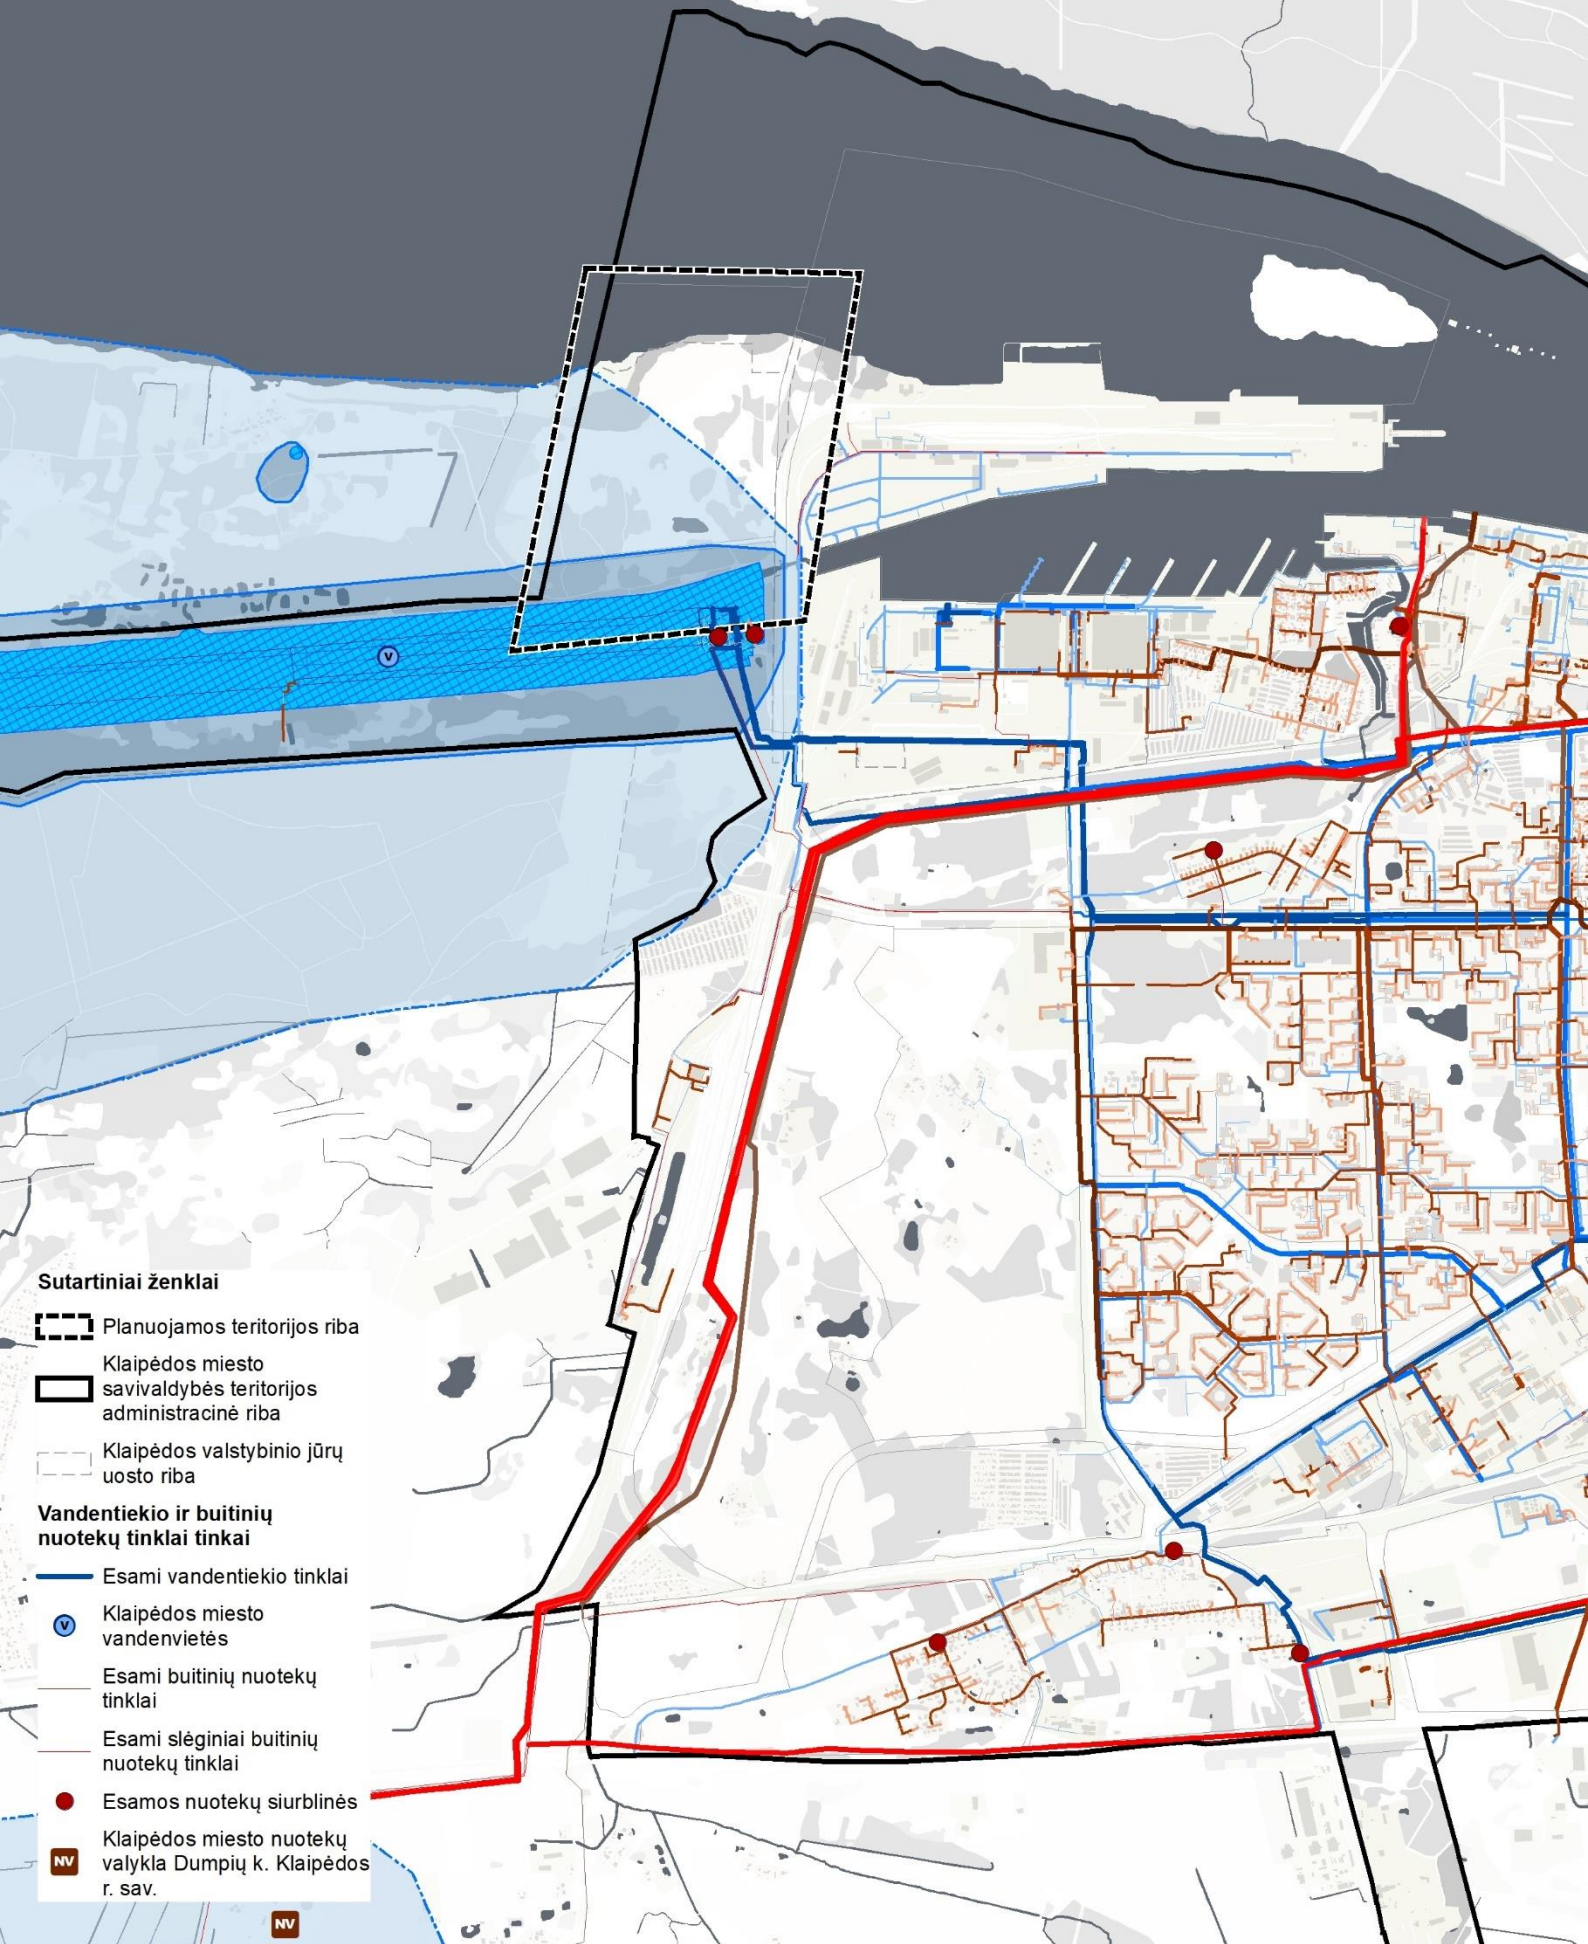 V
Sutartiniai ženklai
Planuojamos teritorijos riba
Klaipėdos miesto
savivaldybės teritorijos
administracinė riba
Klaipėdos valstybinio jūrų
uosto riba
Vandentiekio ir buitinių
nuotekų tinklai tinkai
Esami vandentiekio tinklai
V
Klaipėdos miesto
vandenvietės
Esami buitinių nuotekų
tinklai
Esami slėginiai buitinių
nuotekų tinklai
Esamos nuotekų siurblinės
NV
Klaipėdos miesto nuotekų
valykla Dumpių k. Klaipėdos
r. sav.
NV